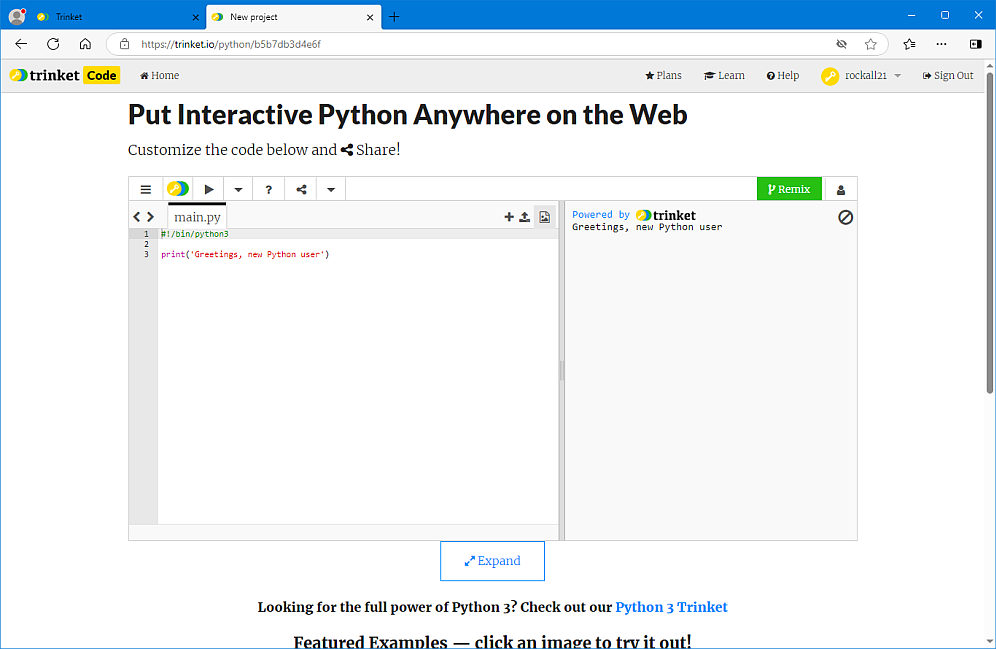 Trinket
New project
https://trinket.io/python/b5b7db3d4e6f
trinket Code
Home
Plans
Learn
Help
rockall21
Sign Out
Put Interactive Python Anywhere on the Web
Customize the code below and Share!
?
Remix
main.py
1 #!/bin/python3
2
3 print('Greetings, new Python user')
Powered by trinket
Greetings, new Python user
Expand
Looking for the full power of Python 3? Check out our Python 3 Trinket
Featured Examples — click an image to try it out!